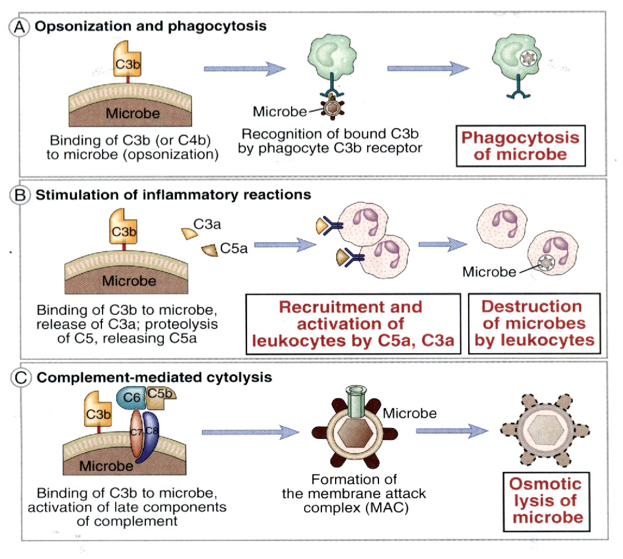 A Opsonization and phagocytosis
C3b
Microbe
Binding of C3b (or C4b)
to microbe (opsonization)
Microbe
Recognition of bound C3b
by phagocyte C3b receptor
Phagocytosis
of microbe
B Stimulation of inflammatory reactions
C3b
C3a
C5a
Microbe
Binding of C3b to microbe,
release of C3a; proteolysis
of C5, releasing C5a
Recruitment and
activation of
leukocytes by C5a, C3a
Microbe
Destruction
of microbes
by leukocytes
C Complement-mediated cytolysis
C3b
C6
C5b
C7
C8
Microbe
Binding of C3b to microbe,
activation of late components
of complement
Microbe
Formation of
the membrane attack
complex (MAC)
Osmotic
lysis of
microbe